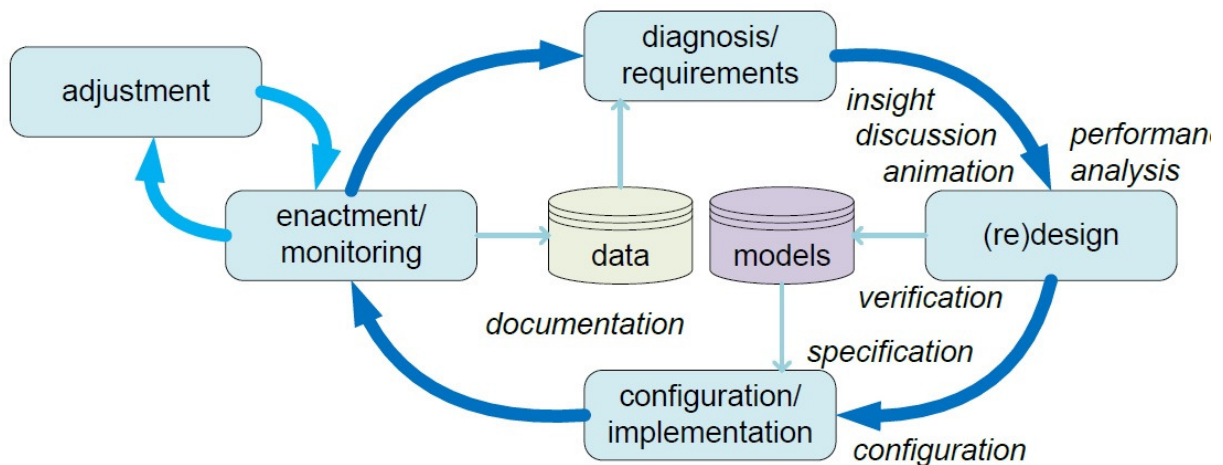 diagnosis/
requirements
adjustment
insight
discussion
animation
performanc
analysis
enactment/
monitoring
data
models
(re)design
verification
documentation
specification
configuration/
implementation
configuration